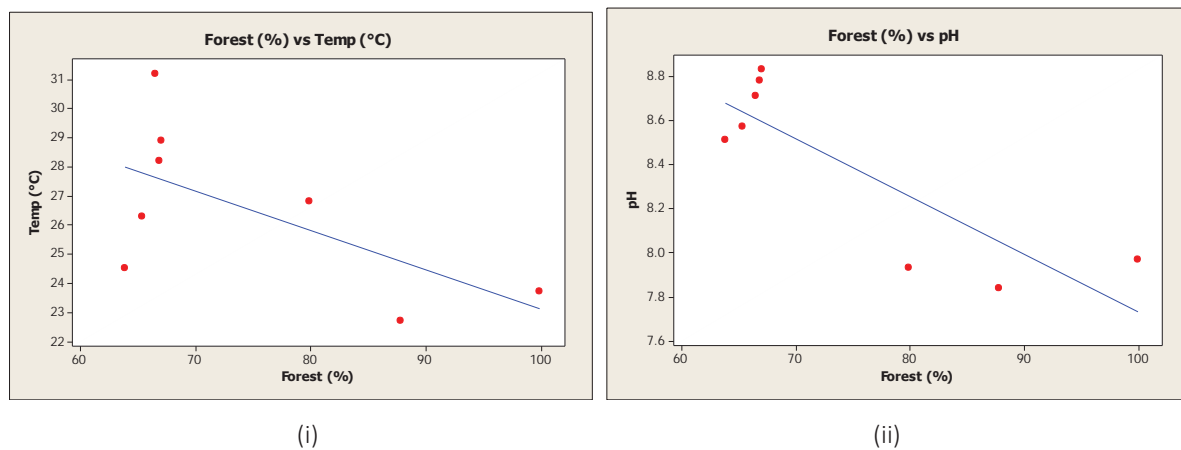 Forest (%) vs Temp (°C)
Temp (°C)
31
30
29
28
27
26
25
24
23
22
60 70 80 90 100
Forest (%)
(i)
Forest (%) vs pH
pH
8.8
8.6
8.4
8.2
8.0
7.8
7.6
60 70 80 90 100
Forest (%)
(ii)